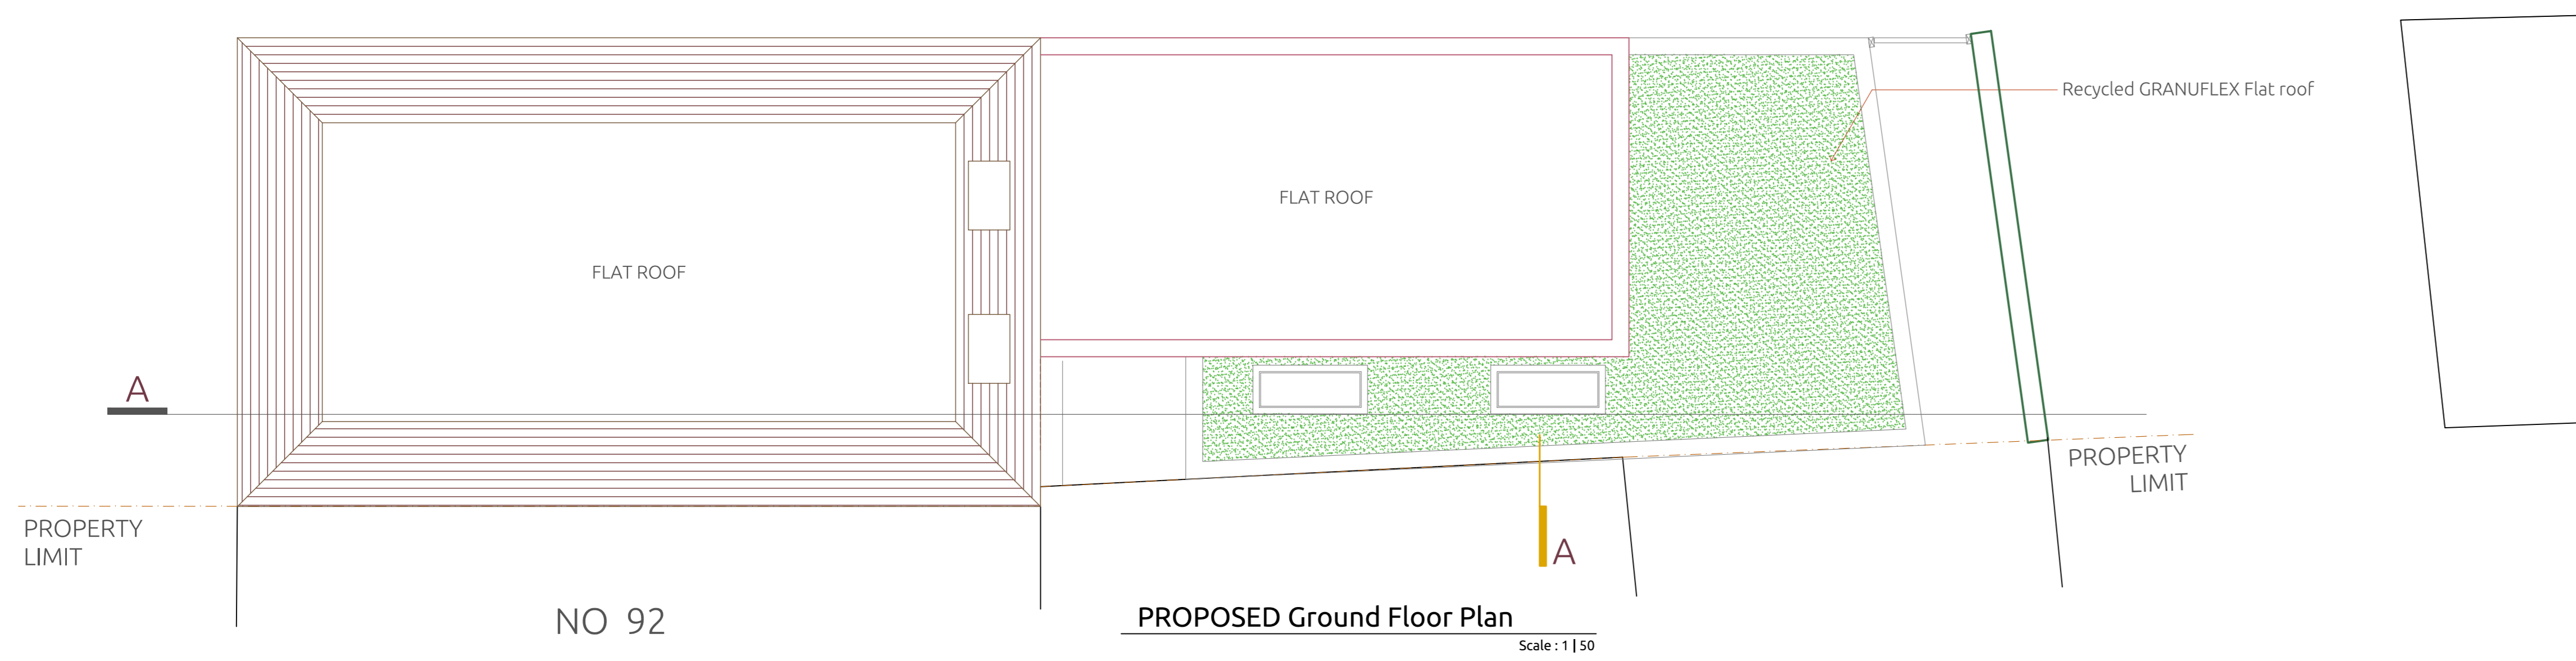 Recycled GRANUFLEX Flat roof
FLAT ROOF
FLAT ROOF
A
PROPERTY
LIMIT
PROPERTY
LIMIT
A
NO 92
PROPOSED Ground Floor Plan
Scale : 1 | 50